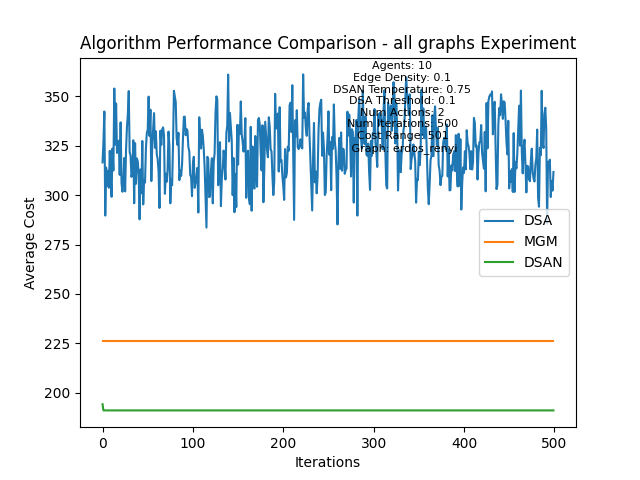 Algorithm Performance Comparison - all graphs Experiment
Agents: 10
Edge Density: 0.1
DSAN Temperature: 0.75
DSA Threshold: 0.1
Num Actions: 2
Num Iterations: 500
Cost Range: 501
Graph: erdos_renyi
350
325
300
275
250
225
200
Average Cost
DSA
MGM
DSAN
0
100
200
300
400
500
Iterations